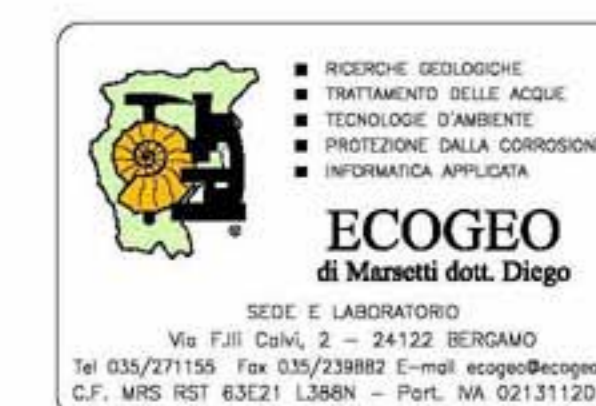 RICERCHE GEOLOGICHE
TRATTAMENTO DELLE ACQUE
TECNOLOGIE D'AMBIENTE
PROTEZIONE DALLA CORROSION
INFORMATICA APPLICATA
ECOGEO
di Marsetti dott. Diego
SEDE E LABORATORIO
Via F.lli Calvi, 2 – 24122 BERGAMO
Tel 035/271155 Fax 035/239882 E-mail ecogeo@ecogeo
C.F. MRS RST 63E21 L388N – Part. IVA 02131120